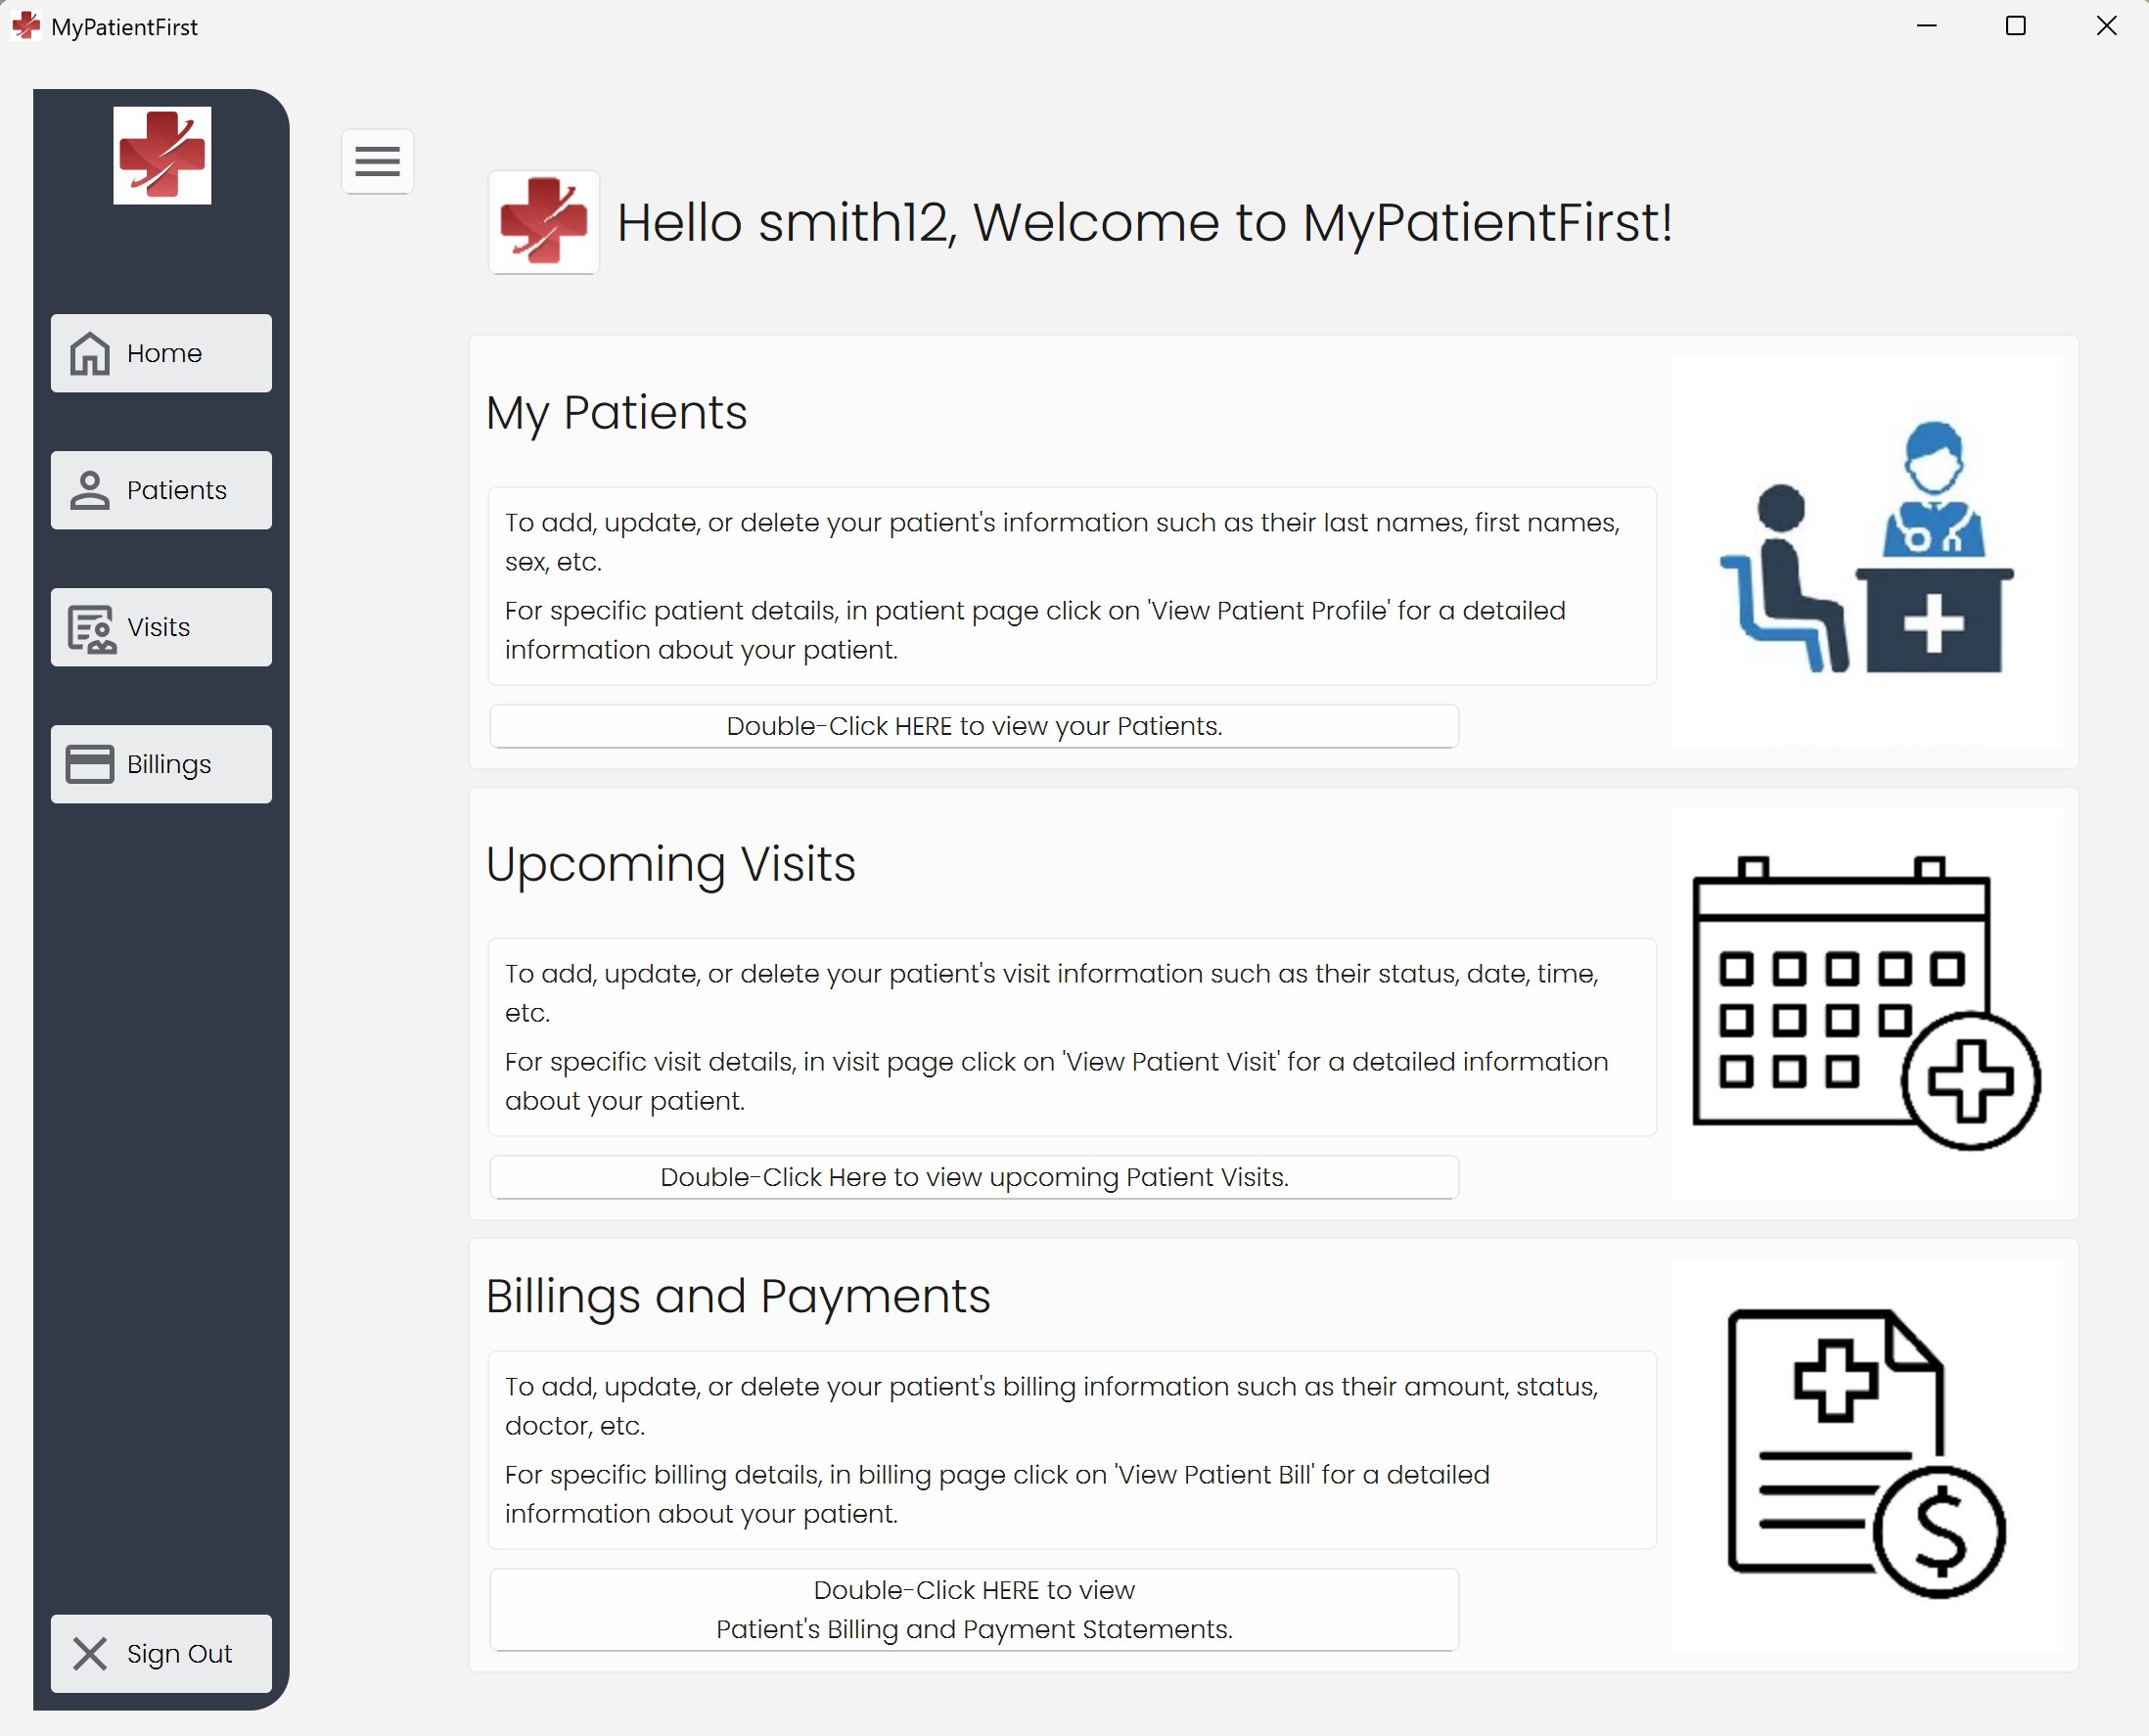 MyPatientFirst
Home
Patients
Visits
Billings
Sign Out
Hello smith12, Welcome to MyPatientFirst!
My Patients
To add, update, or delete your patient's information such as their last names, first names,
sex, etc.
For specific patient details, in patient page click on 'View Patient Profile' for a detailed
information about your patient.
Double-Click HERE to view your Patients.
Upcoming Visits
To add, update, or delete your patient's visit information such as their status, date, time,
etc.
For specific visit details, in visit page click on 'View Patient Visit' for a detailed information
about your patient.
Double-Click Here to view upcoming Patient Visits.
Billings and Payments
To add, update, or delete your patient's billing information such as their amount, status,
doctor, etc.
For specific billing details, in billing page click on 'View Patient Bill' for a detailed
information about your patient.
Double-Click HERE to view
Patient's Billing and Payment Statements.